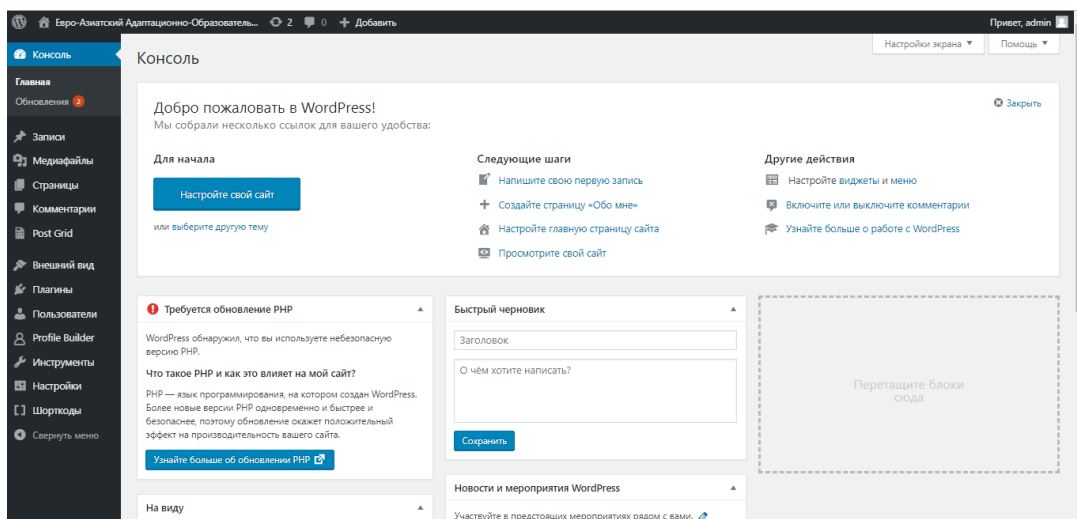 Евро-Азиатский Адаптационно-Образователь... 2 0 + Добавить Привет, admin
Консоль
Главная
Обновления 2
Записи
Медиафайлы
Страницы
Комментарии
Post Grid
Внешний вид
Плагины
Пользователи
Profile Builder
Инструменты
Настройки
Шорткоды
Свернуть меню
Настройки экрана Помощь
Консоль
Добро пожаловать в WordPress!
Мы собрали несколько ссылок для вашего удобства:
Закрыть
Для начала
Настройте свой сайт
или выберите другую тему
Следующие шаги
Напишите свою первую запись
Создайте страницу «Обо мне»
Настройте главную страницу сайта
Просмотрите свой сайт
Другие действия
Настройте виджеты и меню
Включите или выключите комментарии
Узнайте больше о работе с WordPress
Требуется обновление PHP
WordPress обнаружил, что вы используете небезопасную
версию PHP.
Что такое PHP и как это влияет на мой сайт?
PHP — язык программирования, на котором создан WordPress.
Более новые версии PHP одновременно и быстрее и
безопаснее, поэтому обновление окажет положительный
эффект на производительность вашего сайта.
Узнайте больше об обновлении PHP
На виду
Быстрый черновик
Заголовок
О чём хотите написать?
Сохранить
Новости и мероприятия WordPress
Участвуйте в предстоящих мероприятиях рядом с вами.
Перетащите блоки
сюда